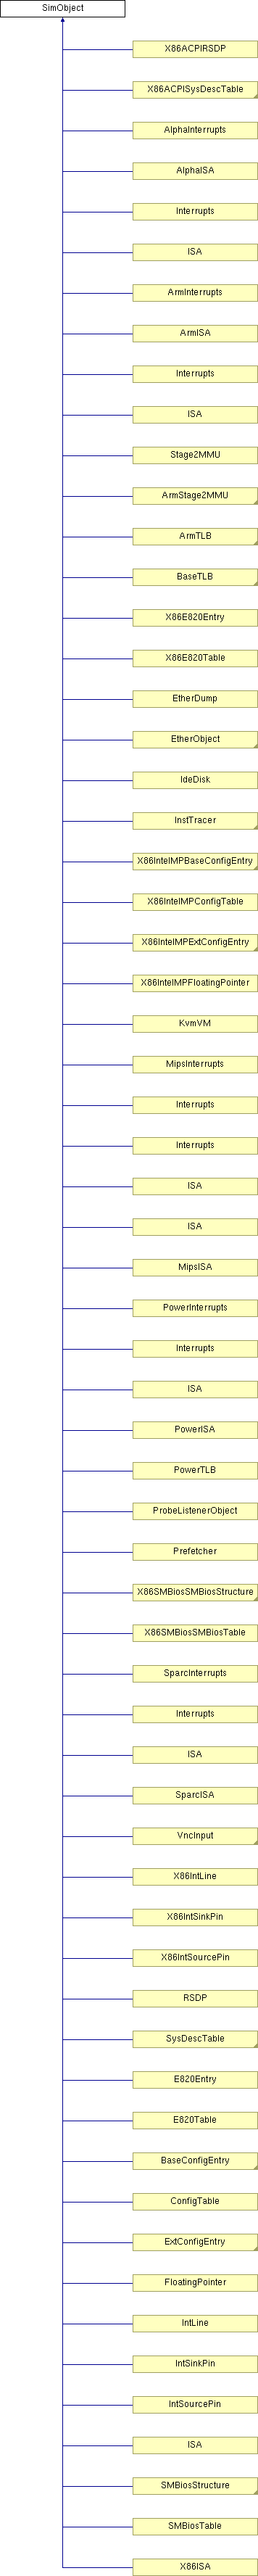 SimObject
X86ACPIRSDP
X86ACPISysDescTable
AlphaInterrupts
AlphaISA
Interrupts
ISA
ArmInterrupts
ArmISA
Interrupts
ISA
Stage2MMU
ArmStage2MMU
ArmTLB
BaseTLB
X86E820Entry
X86E820Table
EtherDump
EtherObject
IdeDisk
InstTracer
X86IntelMPBaseConfigEntry
X86IntelMPConfigTable
X86IntelMPExtConfigEntry
X86IntelMPFloatingPointer
KvmVM
MipsInterrupts
Interrupts
Interrupts
ISA
ISA
MipsISA
PowerInterrupts
Interrupts
ISA
PowerISA
PowerTLB
ProbeListenerObject
Prefetcher
X86SMBiosSMBiosStructure
X86SMBiosSMBiosTable
SparcInterrupts
Interrupts
ISA
SparcISA
VncInput
X86IntLine
X86IntSinkPin
X86IntSourcePin
RSDP
SysDescTable
E820Entry
E820Table
BaseConfigEntry
ConfigTable
ExtConfigEntry
FloatingPointer
IntLine
IntSinkPin
IntSourcePin
ISA
SMBiosStructure
SMBiosTable
X86ISA